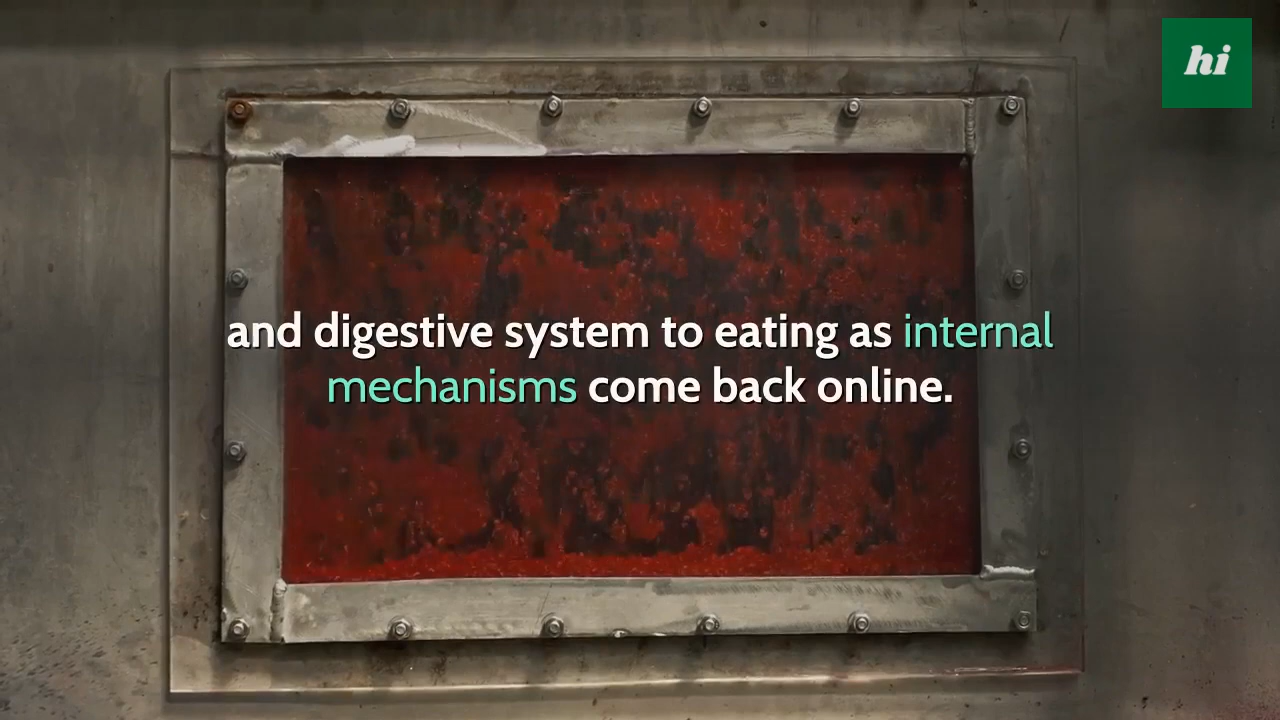 hi
and digestive system to eating as internal
mechanisms come back online.